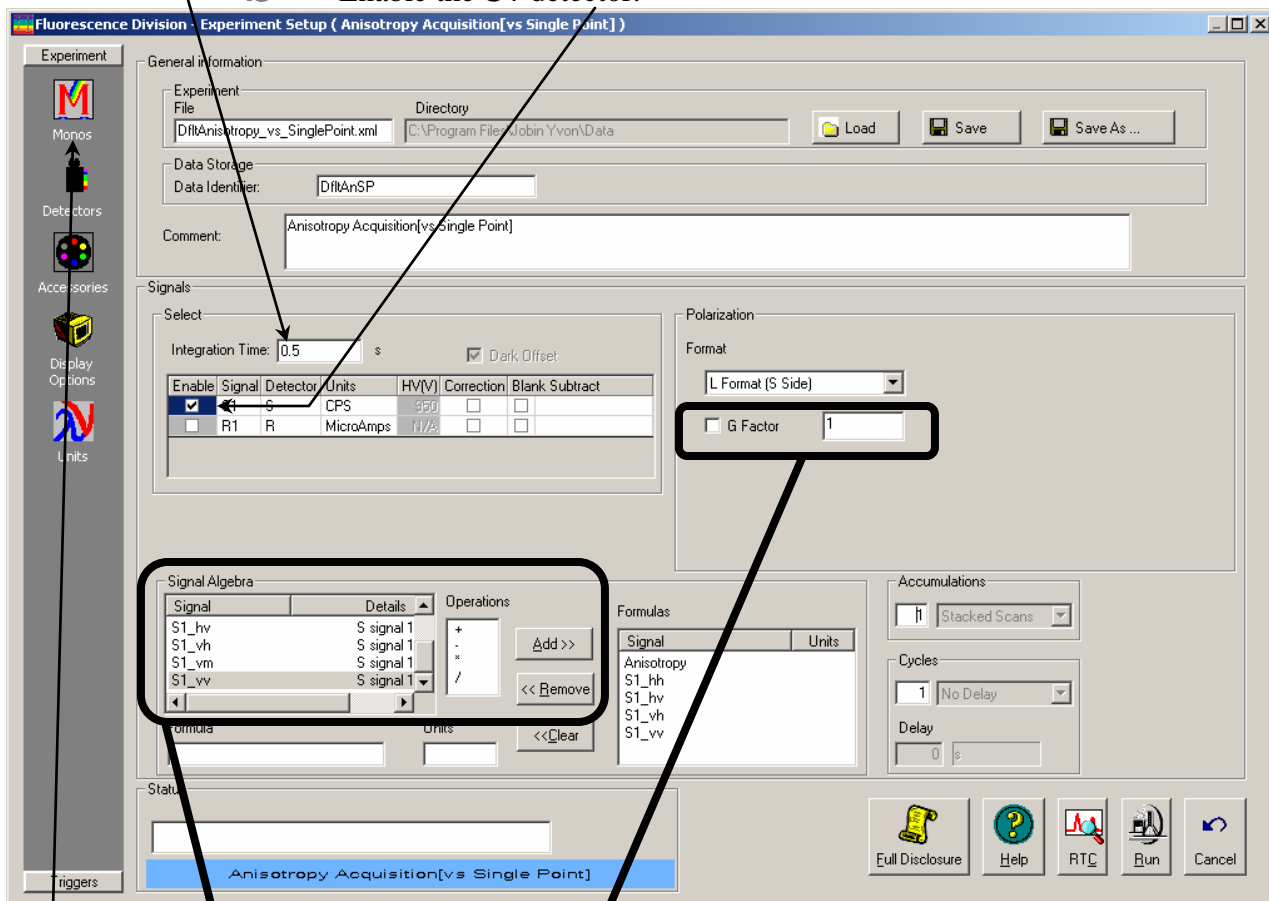 Enable the S1 detector.
Fluorescence Division - Experiment Setup ( Anisotropy Acquisition[vs Single Point] )
Experiment
Monos
Detectors
Accessories
Display
Options
Units
Triggers
General information
Experiment
File
Directory
DfltAnisotropy_vs_SinglePoint.xml
C:\Program Files\Jobin Yvon\Data
Load
Save
Save As ...
Data Storage
Data Identifier:
DfltAnSP
Comment:
Anisotropy Acquisition[vs Single Point]
Signals
Select
Integration Time: 0.5 s
Dark Offset
Enable Signal Detector Units HV(V) Correction Blank Subtract
S1 S CPS 950
R1 R MicroAmps N/A
Polarization
Format
L Format (S Side)
G Factor 1
Signal Algebra
Signal Details
S1_hv S signal 1
S1_vh S signal 1
S1_vm S signal 1
S1_vv S signal 1
Operations
+
-
*
/
Add >>
<< Remove
<<Clear
Formula
Units
Formulas
Signal Units
Anisotropy
S1_hh
S1_hv
S1_vh
S1_vv
Accumulations
1 Stacked Scans
Cycles
1 No Delay
Delay
0 s
Status
Anisotropy Acquisition[vs Single Point]
Full Disclosure
Help
RTC
Run
Cancel